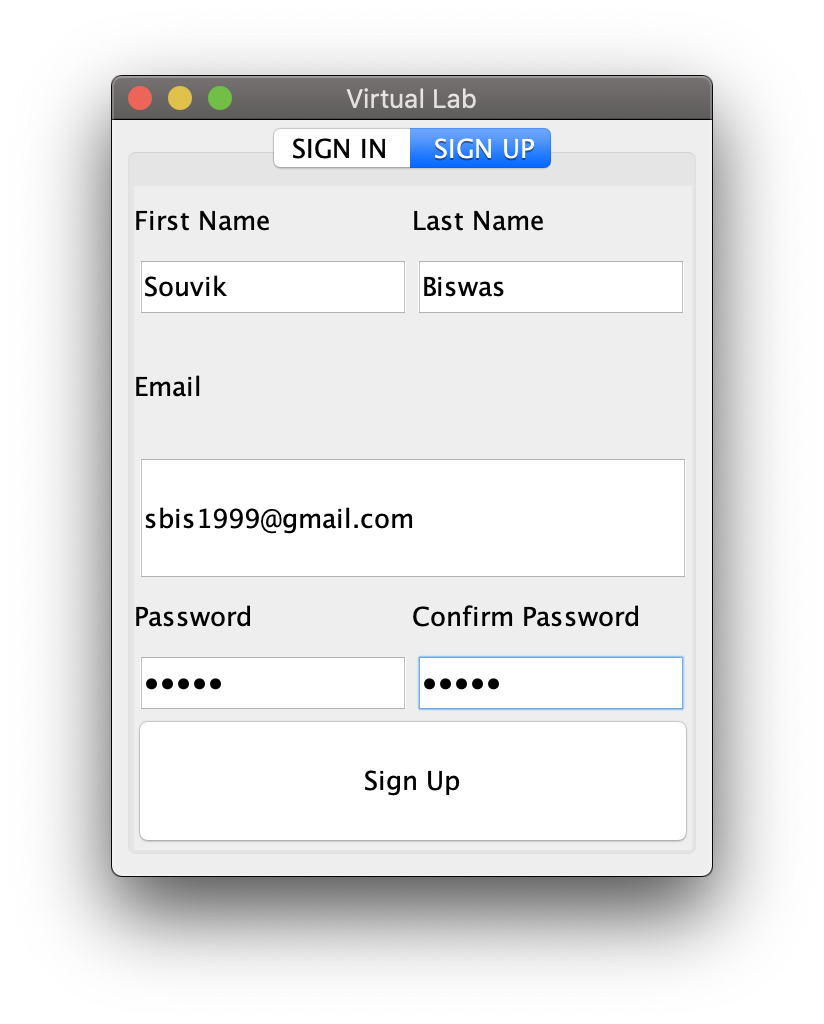 Virtual Lab
SIGN IN SIGN UP
First Name Last Name
Souvik Biswas
Email
sbis1999@gmail.com
Password Confirm Password
••••• •••••
Sign Up